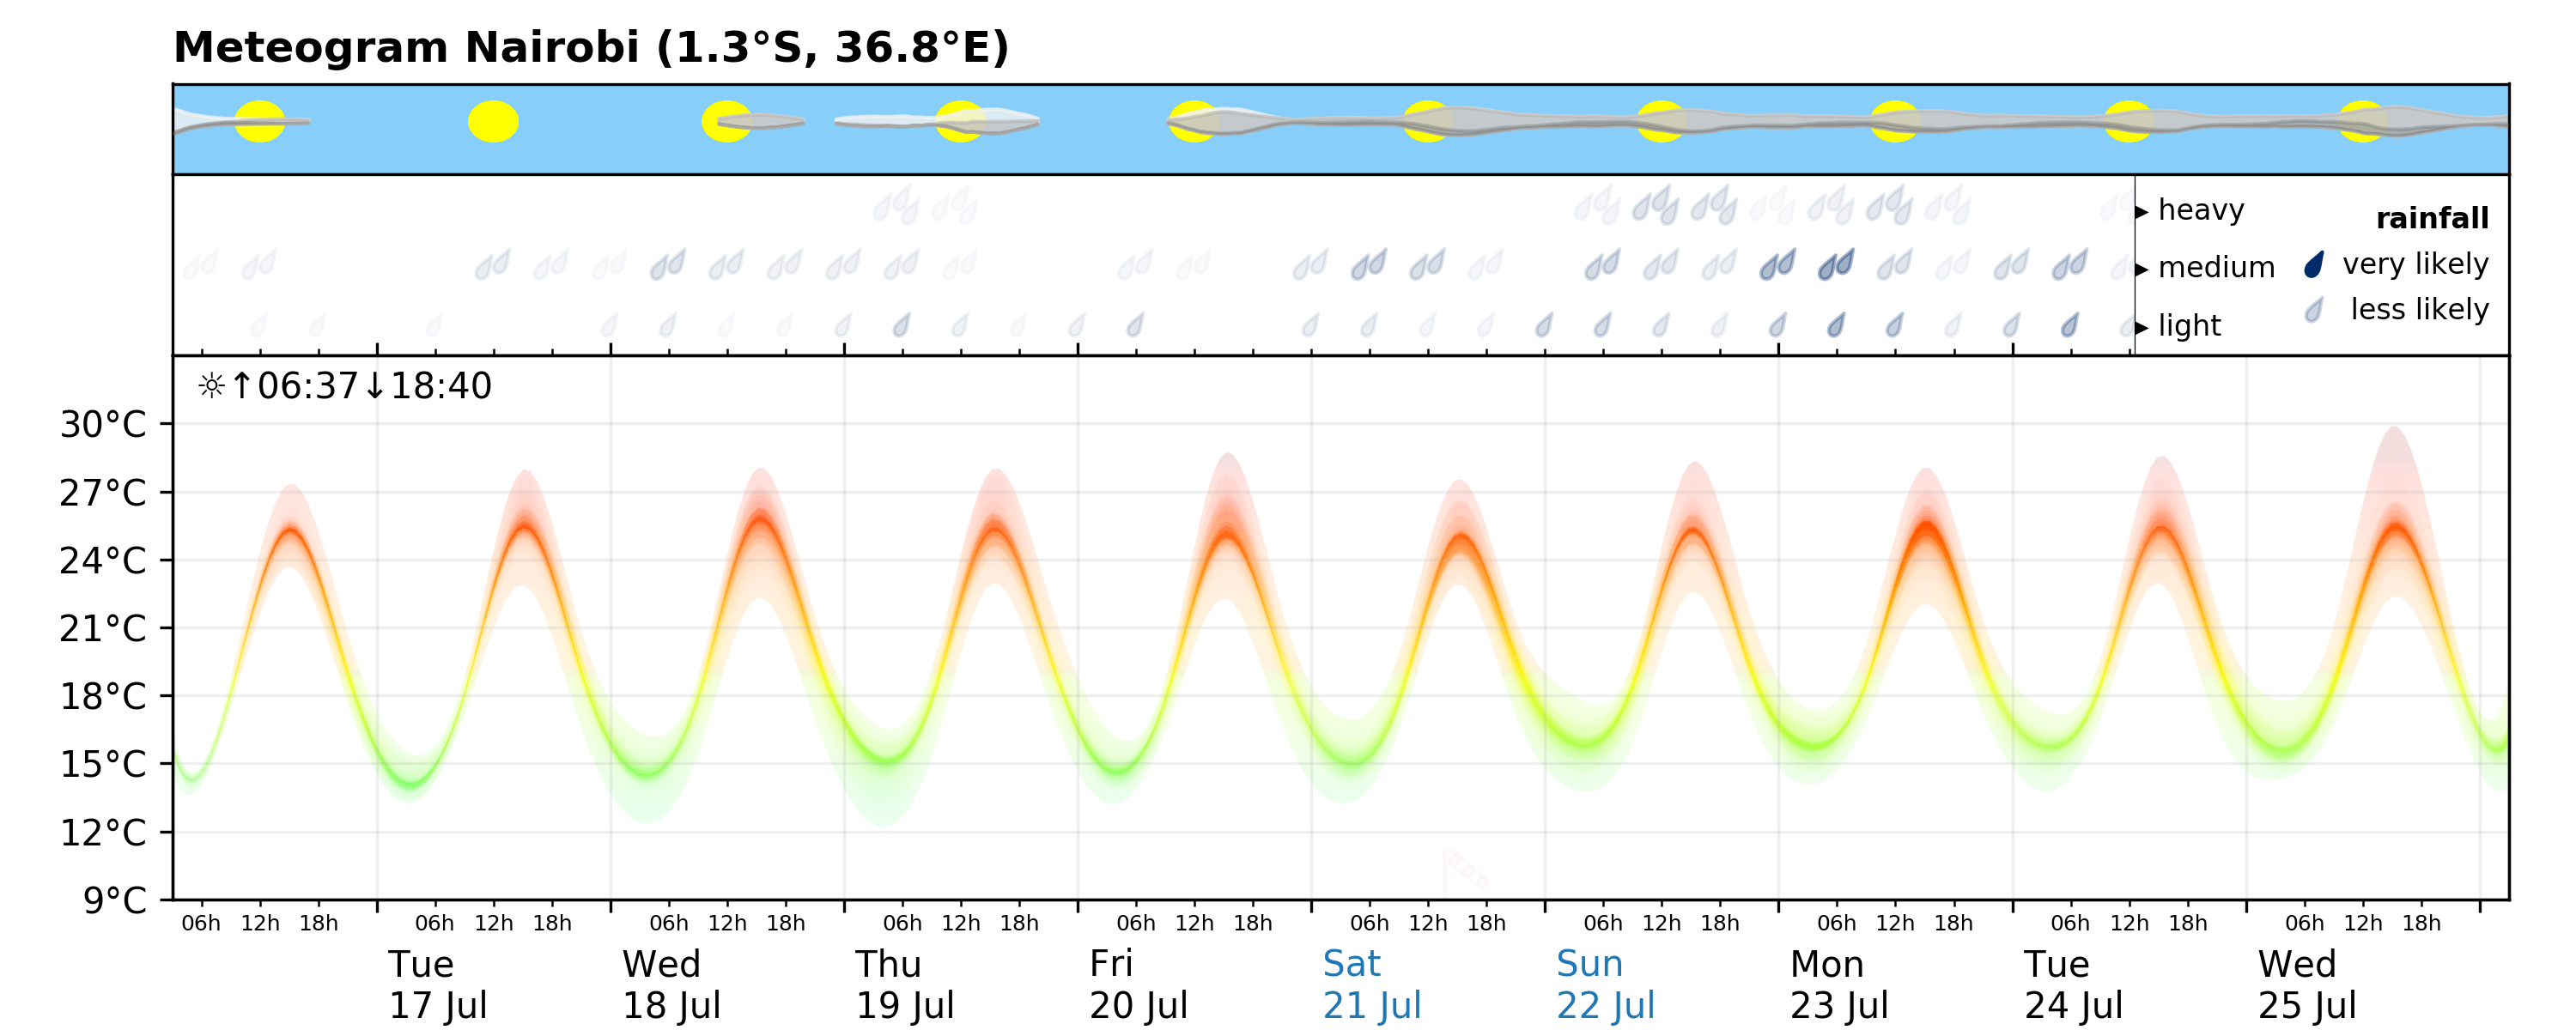 Meteogram Nairobi (1.3°S, 36.8°E)
▸ heavy
rainfall
▸ medium
very likely
▸ light
less likely
☼↑06:37↓18:40
30°C
27°C
24°C
21°C
18°C
15°C
12°C
9°C
06h 12h 18h 06h 12h 18h 06h 12h 18h 06h 12h 18h 06h 12h 18h 06h 12h 18h 06h 12h 18h 06h 12h 18h 06h 12h 18h 06h 12h 18h
Tue Wed Thu Fri Sat Sun Mon Tue Wed
17 Jul 18 Jul 19 Jul 20 Jul 21 Jul 22 Jul 23 Jul 24 Jul 25 Jul